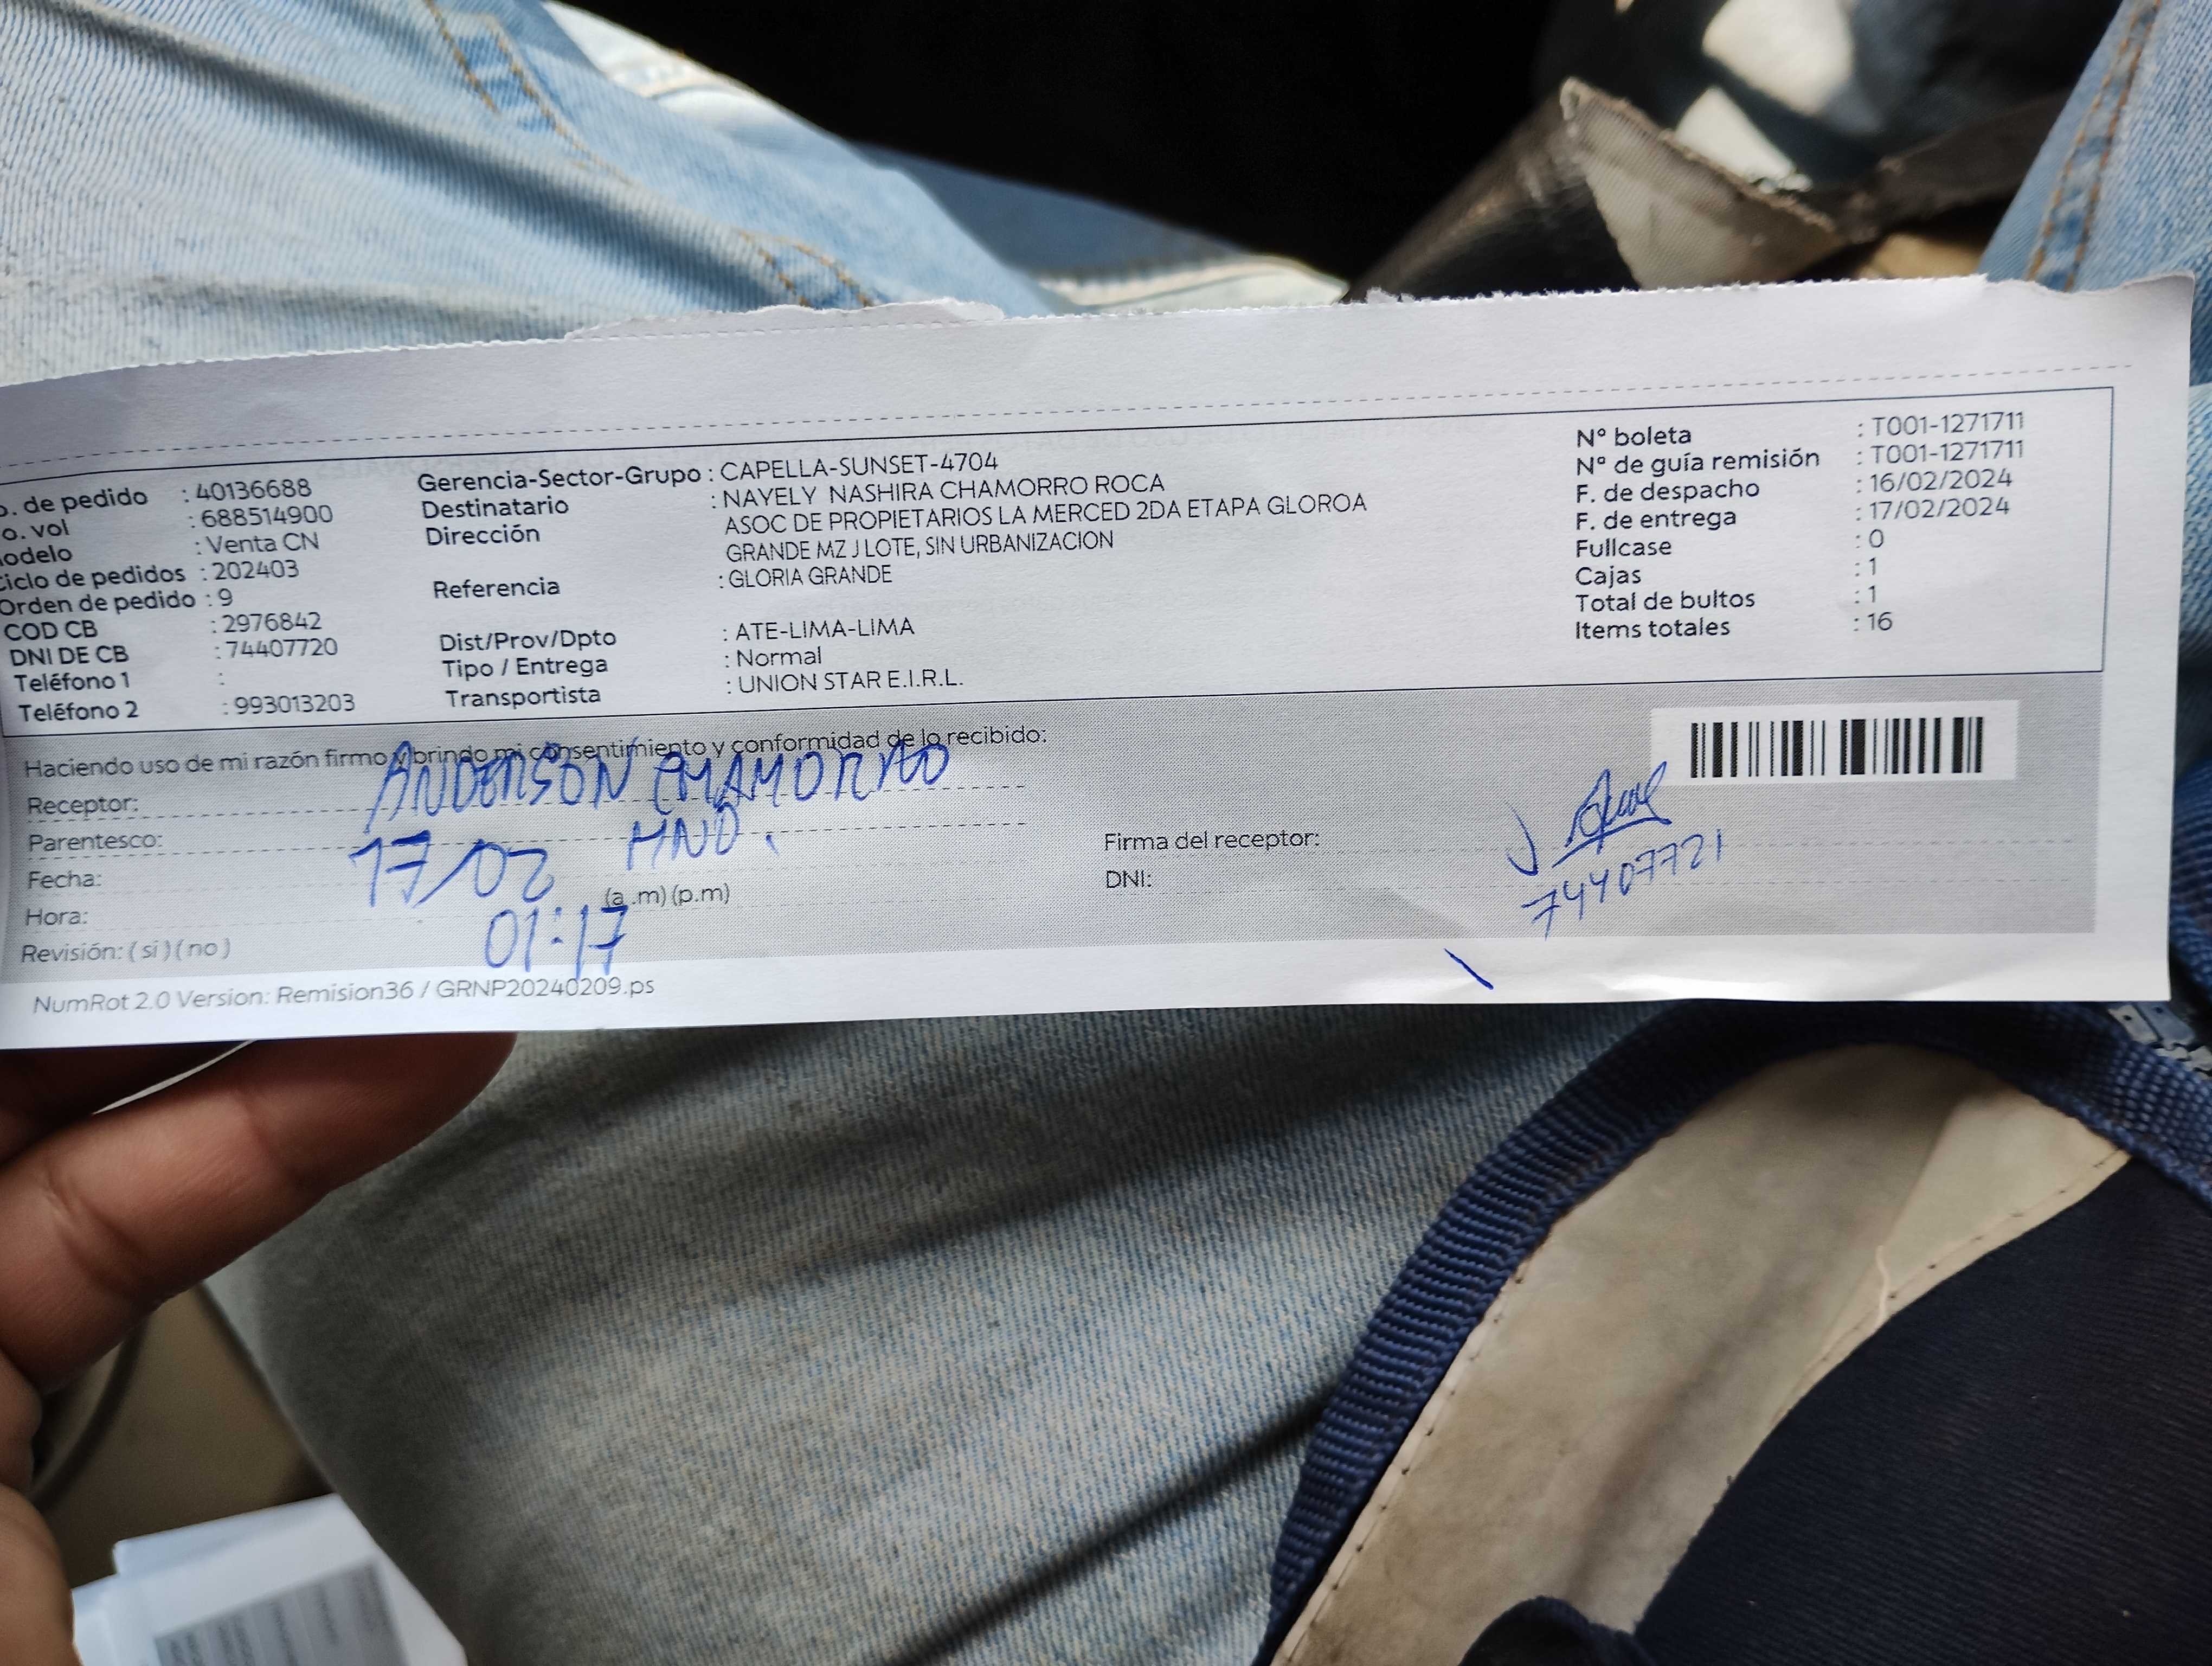 o. de pedido : 40136688
o. vol : 688514900
odelo : Venta CN
Ciclo de pedidos : 202403
Orden de pedido : 9
COD CB : 2976842
DNI DE CB : 74407720
Teléfono 1 :
Teléfono 2 : 993013203
Gerencia-Sector-Grupo : CAPELLA-SUNSET-4704
Destinatario : NAYELY NASHIRA CHAMORRO ROCA
Dirección ASOC DE PROPIETARIOS LA MERCED 2DA ETAPA GLOROA
GRANDE MZ J LOTE, SIN URBANIZACION
Referencia : GLORIA GRANDE
Dist/Prov/Dpto : ATE-LIMA-LIMA
Tipo / Entrega : Normal
Transportista : UNION STAR E.I.R.L.
N° boleta : T001-1271711
N° de guía remisión : T001-1271711
F. de despacho : 16/02/2024
F. de entrega : 17/02/2024
Fullcase : 0
Cajas : 1
Total de bultos : 1
Items totales : 16
Haciendo uso de mi razón firmo y brindo mi consentimiento y conformidad de lo recibido:
Receptor: ANDERSON CHAMORRO
Parentesco: HNO.
Fecha: 17/02
Hora: 01:17 (a .m) (p.m)
Revisión: ( si ) ( no )
Firma del receptor:
DNI: 74407721
NumRot 2.0 Version: Remision36 / GRNP20240209.ps